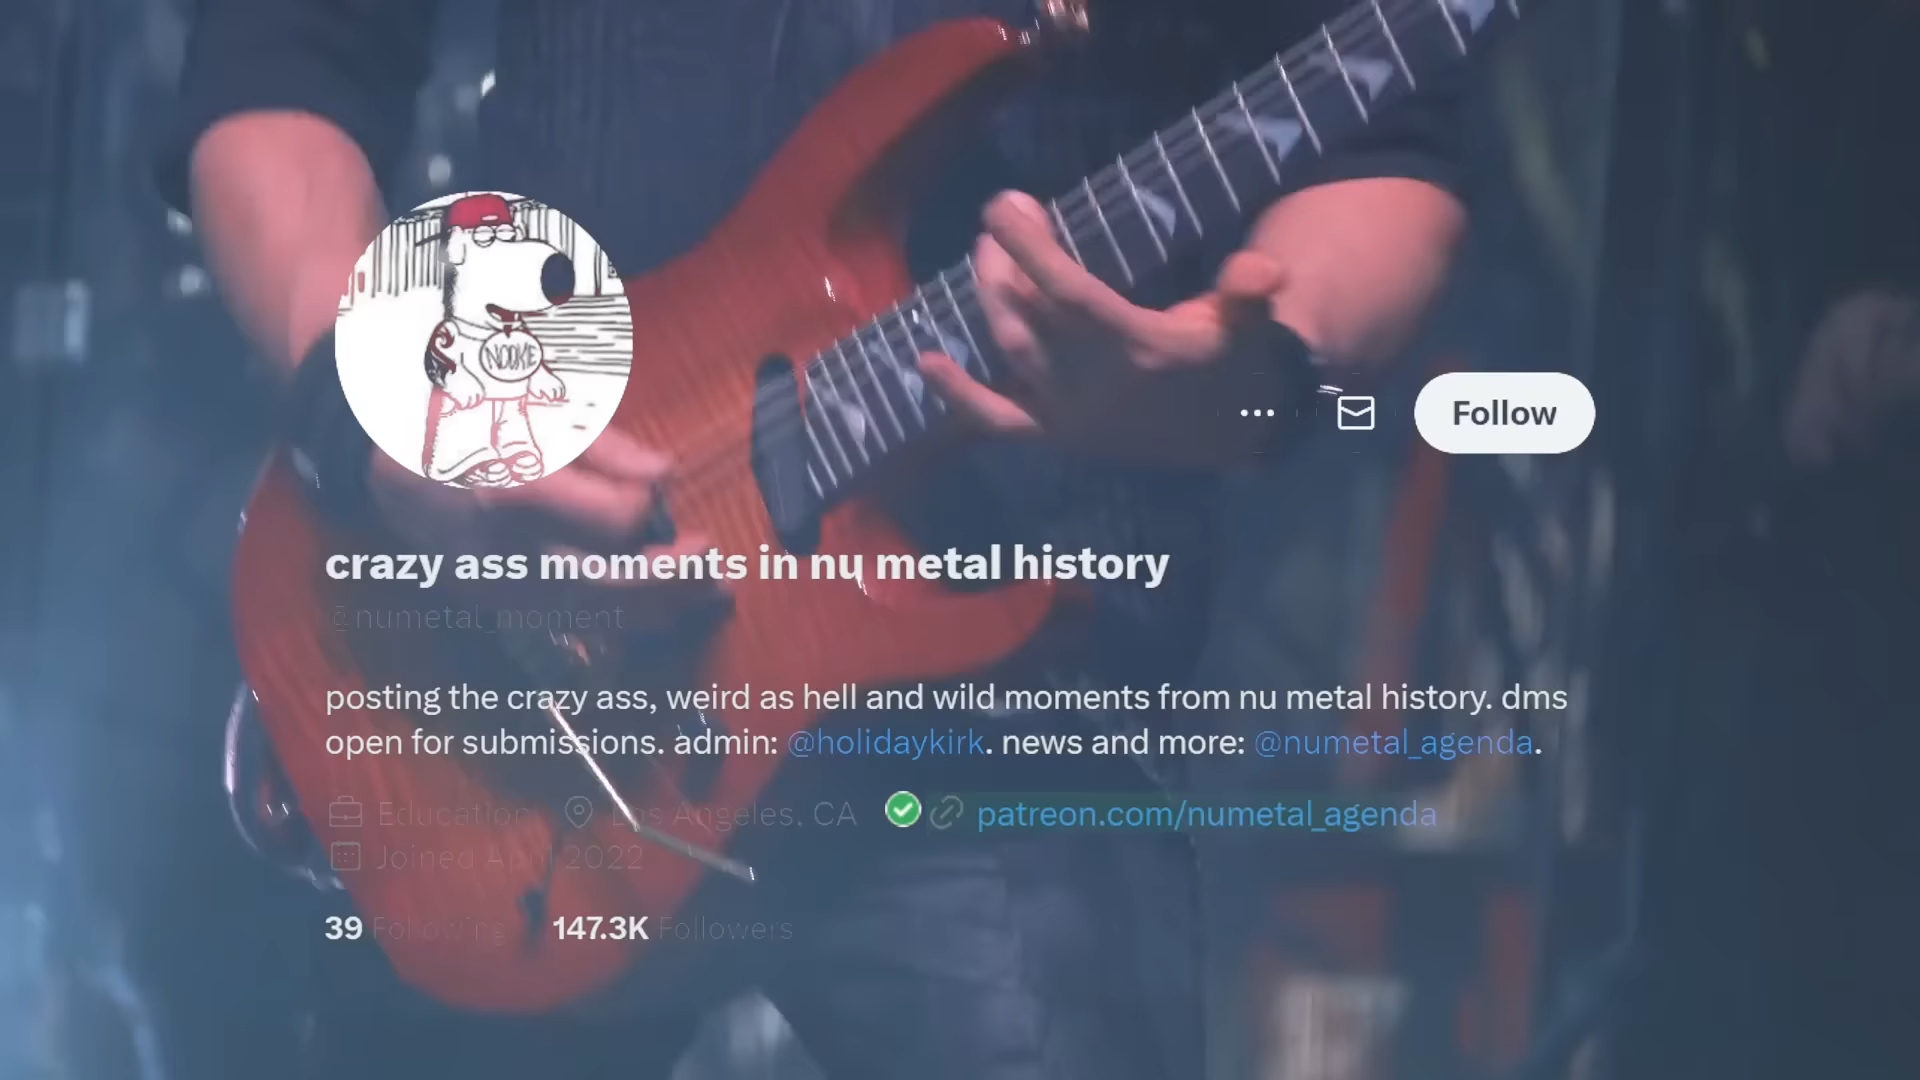 NOOKIE
Follow
crazy ass moments in nu metal history
@numetal_moment
posting the crazy ass, weird as hell and wild moments from nu metal history. dms
open for submissions. admin: @holidaykirk. news and more: @numetal_agenda.
Education Los Angeles, CA patreon.com/numetal_agenda
Joined April 2022
39 Following 147.3K Followers